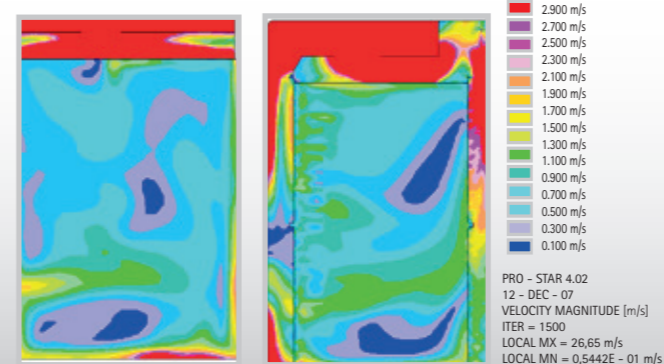 2.900 m/s
2.700 m/s
2.500 m/s
2.300 m/s
2.100 m/s
1.900 m/s
1.700 m/s
1.500 m/s
1.300 m/s
1.100 m/s
0.900 m/s
0.700 m/s
0.500 m/s
0.300 m/s
0.100 m/s
PRO - STAR 4.02
12 - DEC - 07
VELOCITY MAGNITUDE [m/s]
ITER = 1500
LOCAL MX = 26,65 m/s
LOCAL MN = 0,5442E - 01 m/s